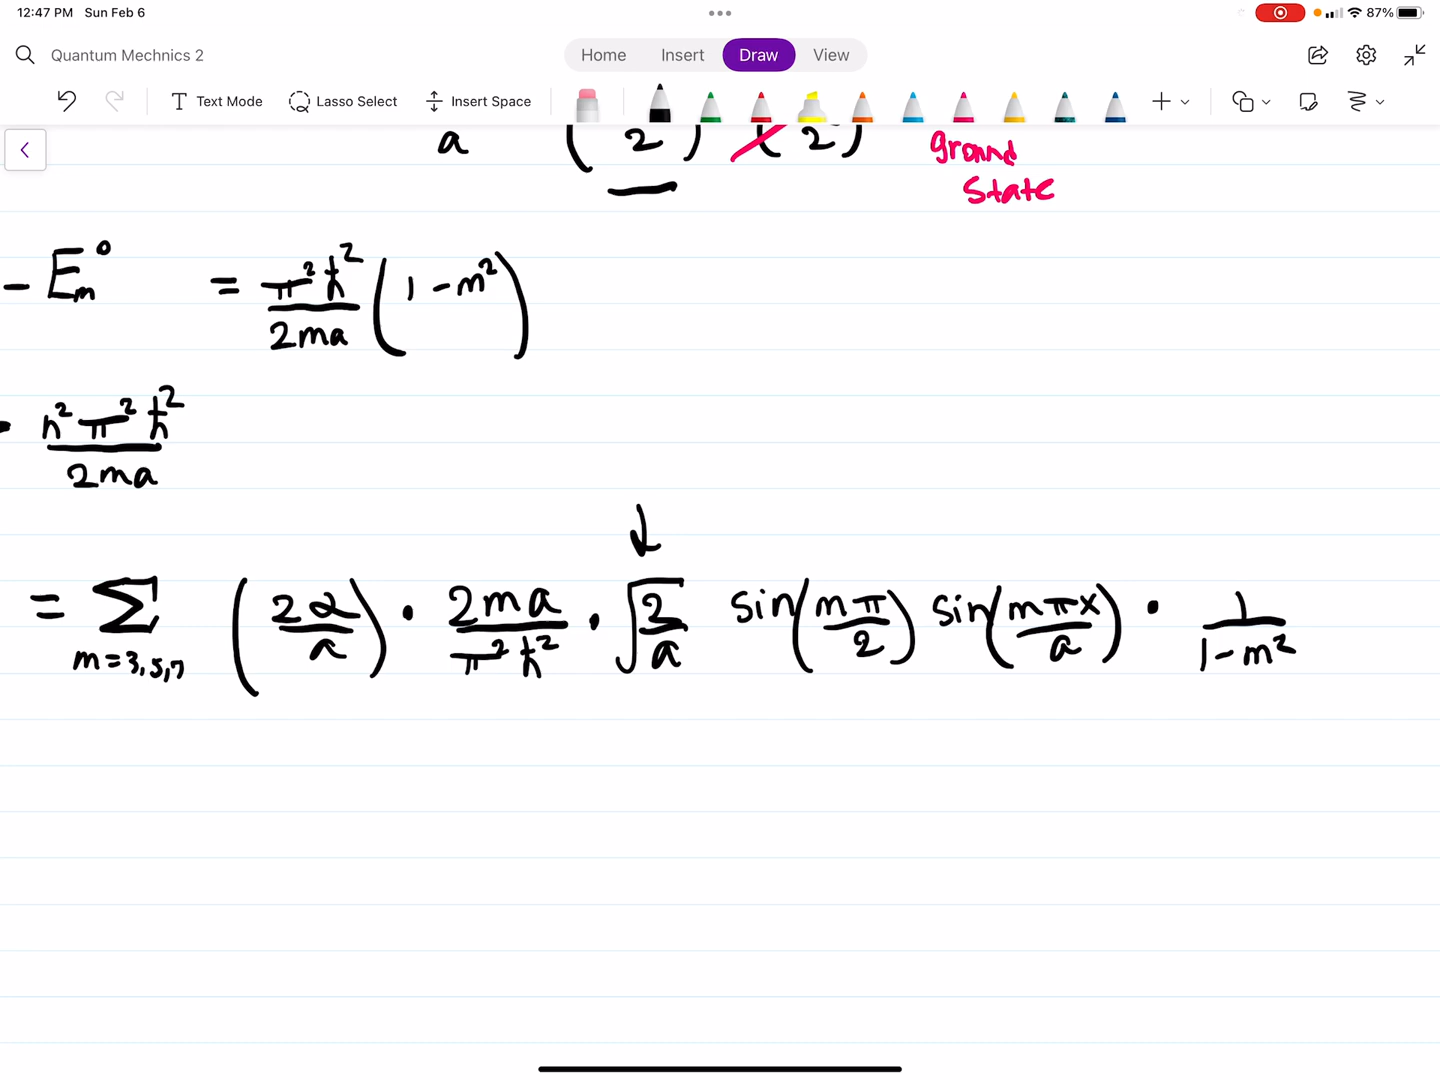 12:47 PM Sun Feb 6 87%
Quantum Mechnics 2 Home Insert Draw View
Text Mode Lasso Select Insert Space
a ( 2 ) ( 2 ) ground
state
- E_m^0 = π²ħ² / 2ma ( 1 - m² )
n²π²ħ² / 2ma
= Σ m=3,5,7 ( 2α / a ) · 2ma / π²ħ² · √(2 / a) sin( mπ / 2 ) sin( mπx / a ) · 1 / 1-m²